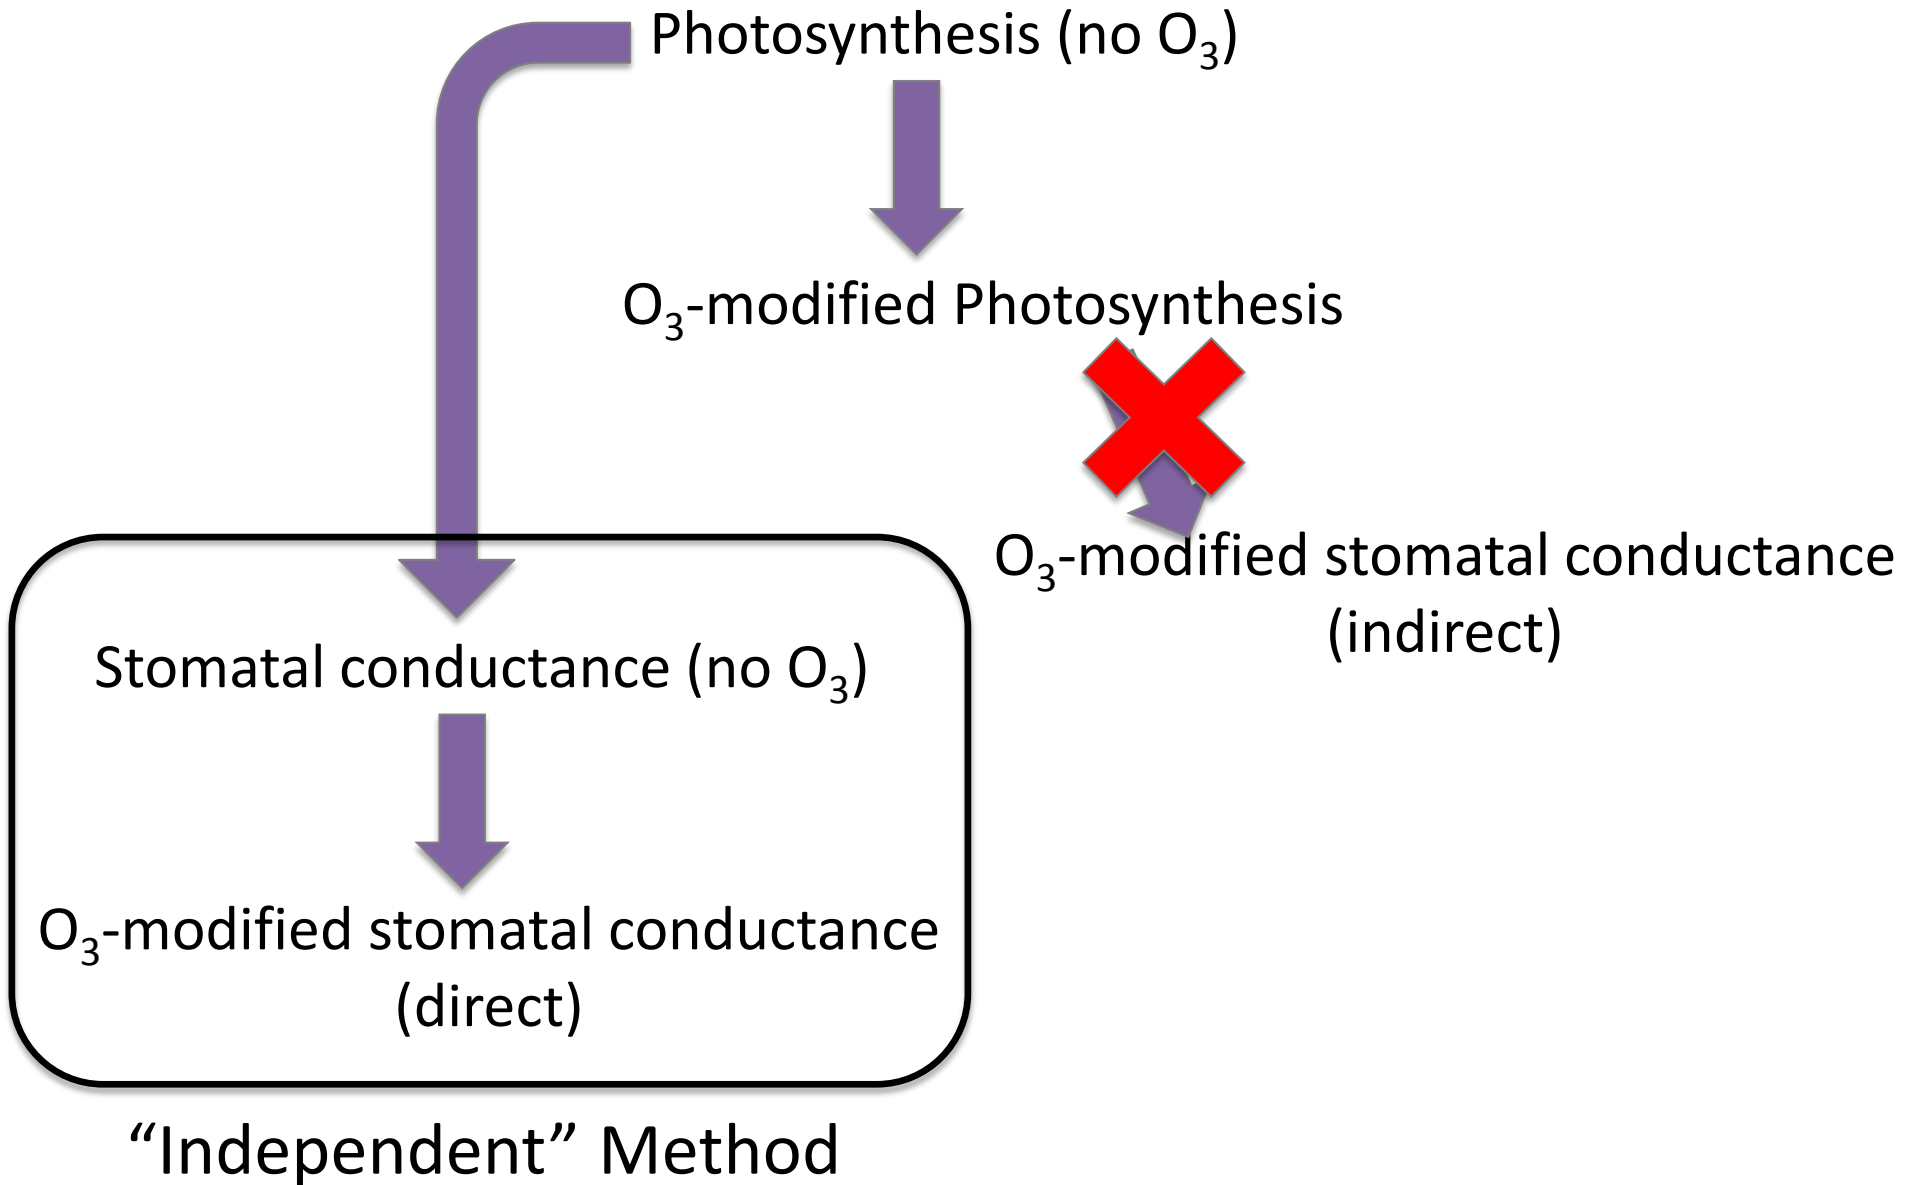 Photosynthesis (no O₃)
O₃-modified Photosynthesis
O₃-modified stomatal conductance
(indirect)
Stomatal conductance (no O₃)
O₃-modified stomatal conductance
(direct)
“Independent” Method